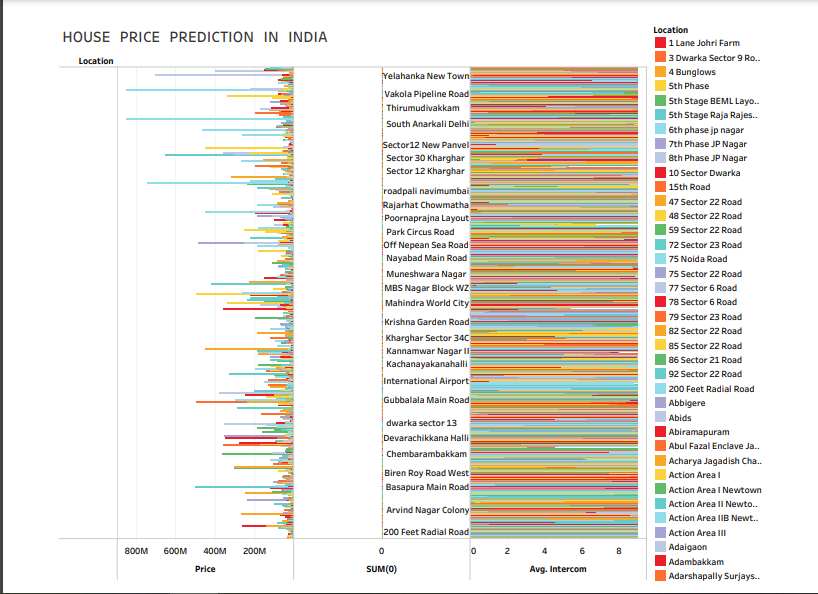 HOUSE PRICE PREDICTION IN INDIA
Location
Yelahanka New Town
Vakola Pipeline Road
Thirumudivakkam
South Anarkali Delhi
Sector12 New Panvel
Sector 30 Kharghar
Sector 12 Kharghar
roadpali navimumbai
Rajarhat Chowmatha
Poornaprajna Layout
Park Circus Road
Off Nepean Sea Road
Nayabad Main Road
Muneshwara Nagar
MBS Nagar Block WZ
Mahindra World City
Krishna Garden Road
Kharghar Sector 34C
Kannamwar Nagar II
Kachanayakanahalli
International Airport
Gubbalala Main Road
dwarka sector 13
Devarachikkana Halli
Chembarambakkam
Biren Roy Road West
Basapura Main Road
Arvind Nagar Colony
200 Feet Radial Road
800M 600M 400M 200M
0
0 2 4 6 8
Price
SUM(0)
Avg. Intercom
Location
1 Lane Johri Farm
3 Dwarka Sector 9 Ro..
4 Bunglows
5th Phase
5th Stage BEML Layo..
5th Stage Raja Rajes..
6th phase jp nagar
7th Phase JP Nagar
8th Phase JP Nagar
10 Sector Dwarka
15th Road
47 Sector 22 Road
48 Sector 22 Road
59 Sector 22 Road
72 Sector 23 Road
75 Noida Road
75 Sector 22 Road
77 Sector 6 Road
78 Sector 6 Road
79 Sector 23 Road
82 Sector 22 Road
85 Sector 22 Road
86 Sector 21 Road
92 Sector 22 Road
200 Feet Radial Road
Abbigere
Abids
Abiramapuram
Abul Fazal Enclave Ja..
Acharya Jagadish Cha..
Action Area I
Action Area I Newtown
Action Area II Newto..
Action Area IIB Newt..
Action Area III
Adaigaon
Adambakkam
Adarshapally Surjays..